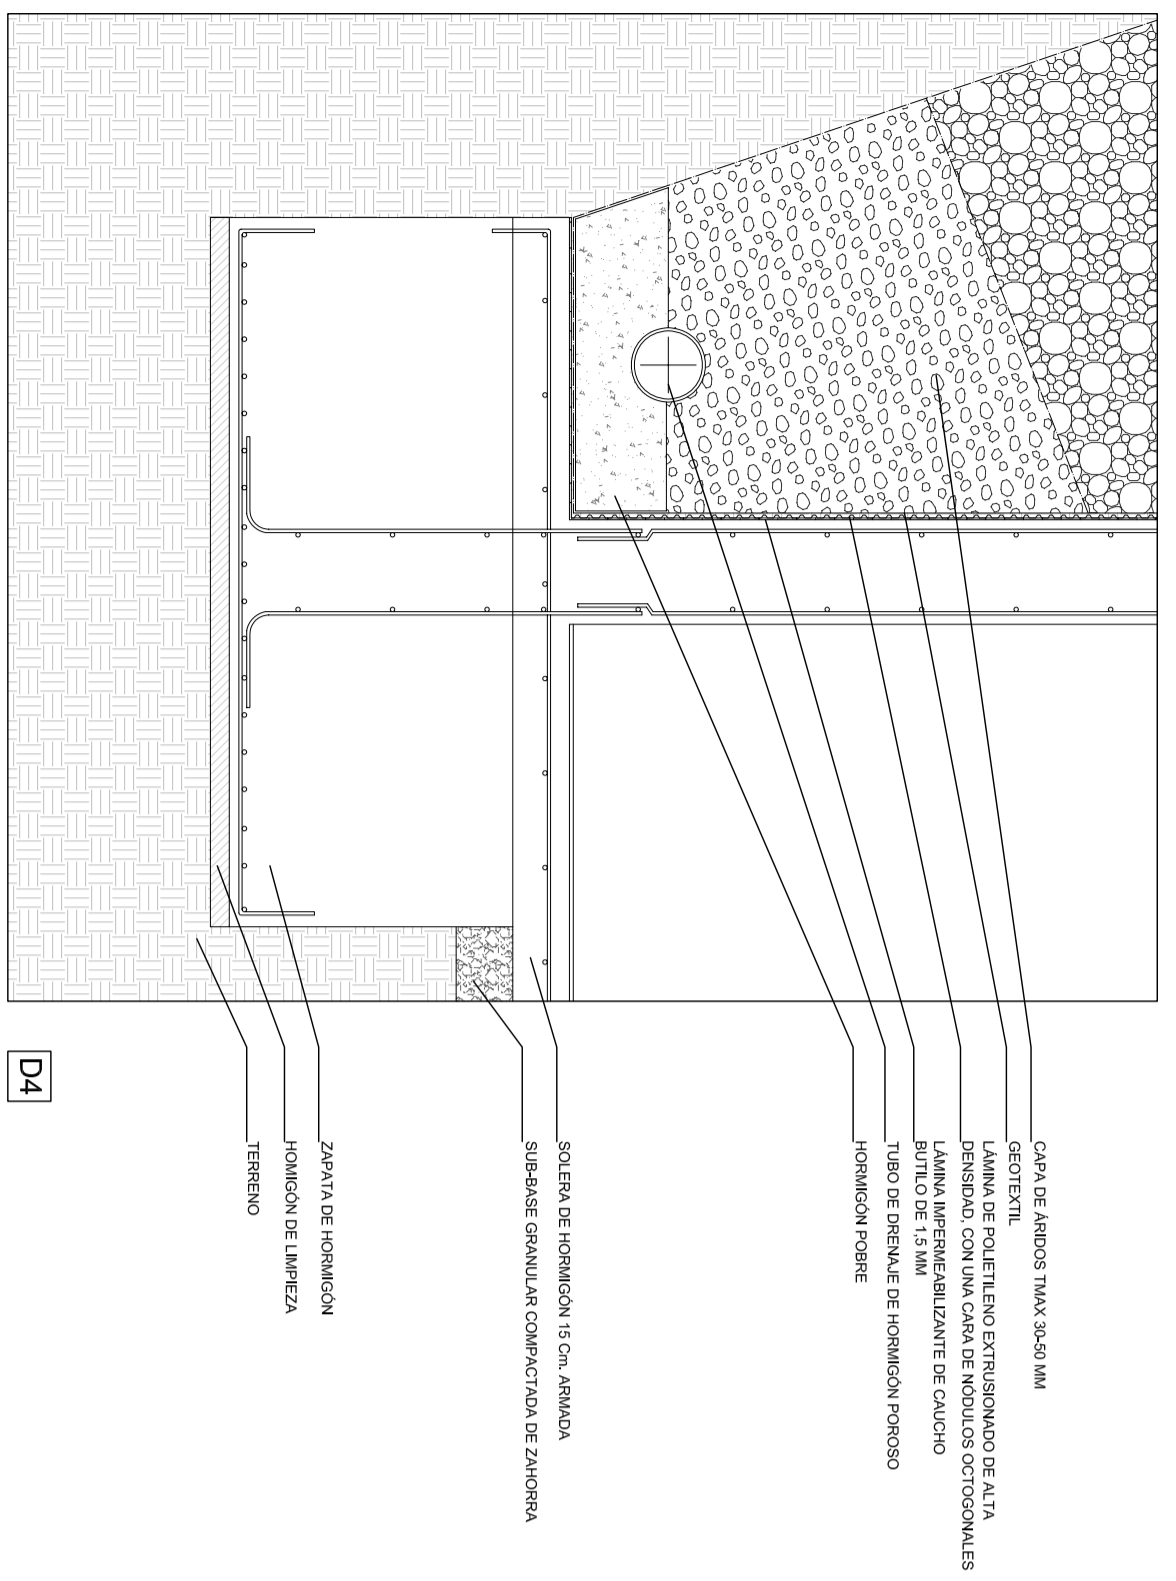 CAPA DE ÁRIDOS TMAX 30-50 MM
GEOTEXTIL
LÁMINA DE POLIETILENO EXTRUSIONADO DE ALTA
DENSIDAD, CON UNA CARA DE NÓDULOS OCTOGONALES
LÁMINA IMPERMEABILIZANTE DE CAUCHO
BUTILO DE 1,5 MM
TUBO DE DRENAJE DE HORMIGÓN POROSO
HORMIGÓN POBRE
SOLERA DE HORMIGÓN 15 Cm. ARMADA
SUB-BASE GRANULAR COMPACTADA DE ZAHORRA
ZAPATA DE HORMIGÓN
HOMIGÓN DE LIMPIEZA
TERRENO
D4